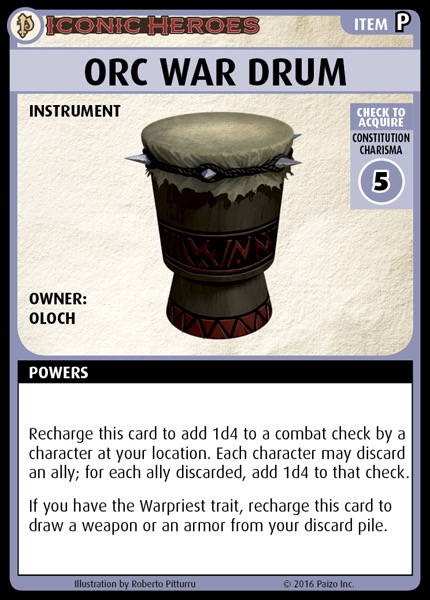 ICONIC HEROES
ITEM P
ORC WAR DRUM
INSTRUMENT
CHECK TO
ACQUIRE
CONSTITUTION
CHARISMA
5
OWNER:
OLOCH
POWERS
Recharge this card to add 1d4 to a combat check by a
character at your location. Each character may discard
an ally; for each ally discarded, add 1d4 to that check.
If you have the Warpriest trait, recharge this card to
draw a weapon or an armor from your discard pile.
Illustration by Roberto Pitturru © 2016 Paizo Inc.